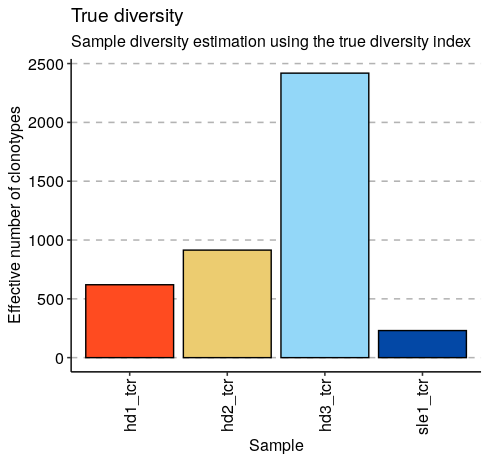 True diversity
Sample diversity estimation using the true diversity index
Effective number of clonotypes
2500
2000
1500
1000
500
0
hd1_tcr
hd2_tcr
hd3_tcr
sle1_tcr
Sample